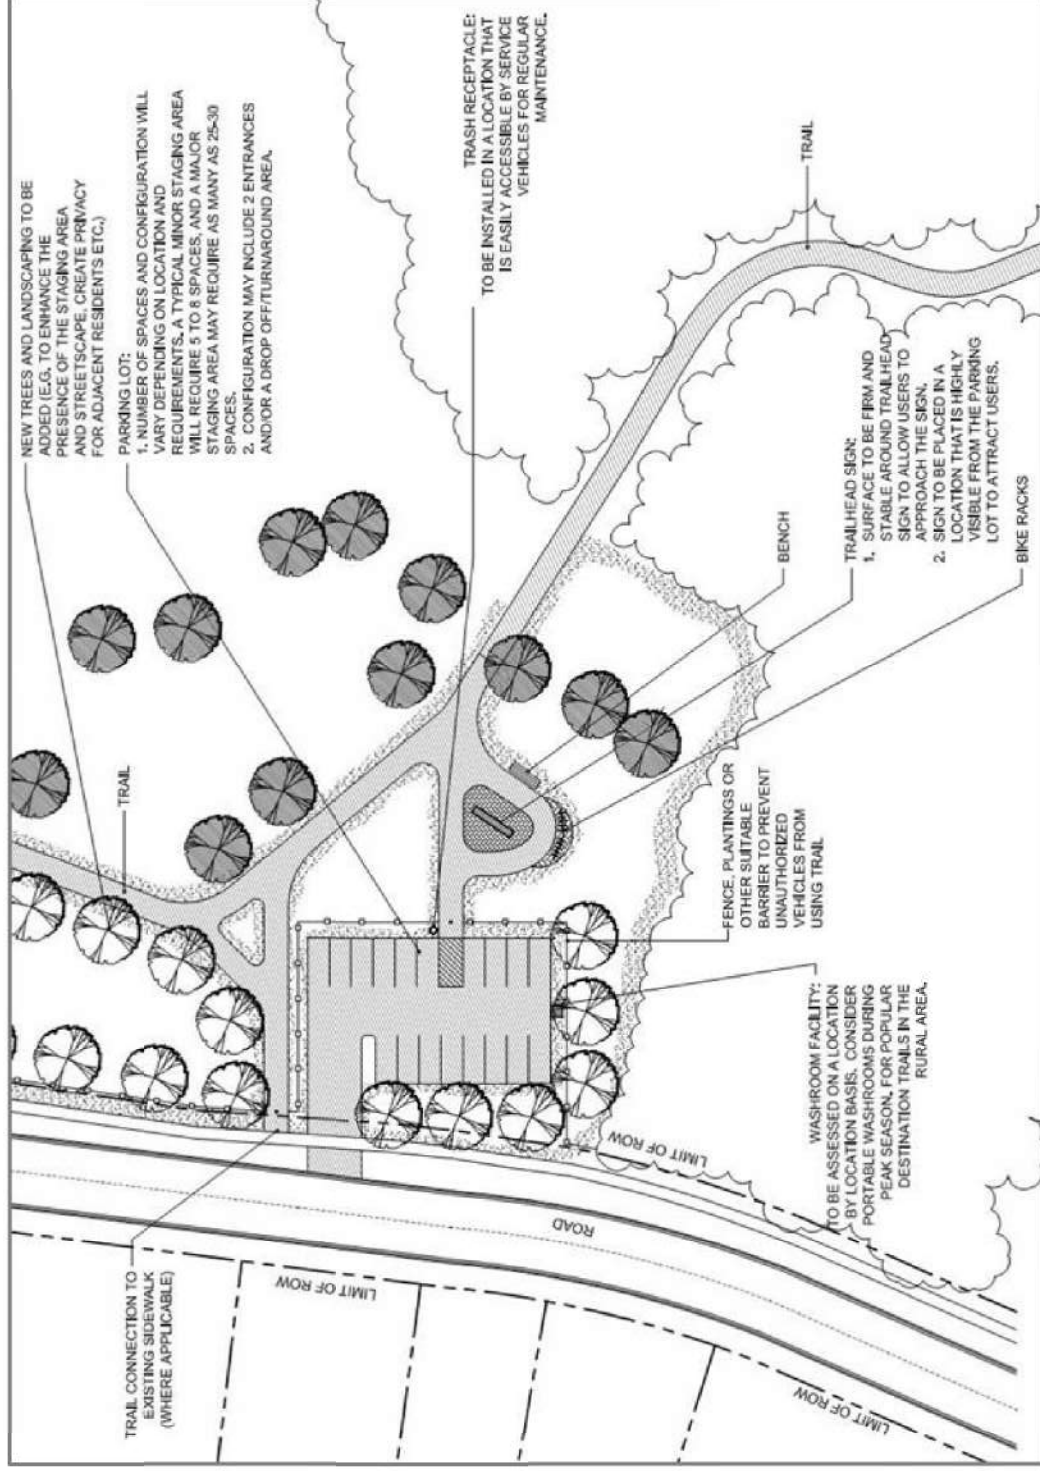 NEW TREES AND LANDSCAPING TO BE
ADDED (E.G. TO ENHANCE THE
PRESENCE OF THE STAGING AREA
AND STREETSCAPE, CREATE PRIVACY
FOR ADJACENT RESIDENTS ETC.)
PARKING LOT:
1. NUMBER OF SPACES AND CONFIGURATION WILL
VARY DEPENDING ON LOCATION AND
REQUIREMENTS. A TYPICAL MINOR STAGING AREA
WILL REQUIRE 5 TO 8 SPACES, AND A MAJOR
STAGING AREA MAY REQUIRE AS MANY AS 25-30
SPACES.
2. CONFIGURATION MAY INCLUDE 2 ENTRANCES
AND/OR A DROP OFF/TURNAROUND AREA.
TRASH RECEPTACLE:
TO BE INSTALLED IN A LOCATION THAT
IS EASILY ACCESSIBLE BY SERVICE
VEHICLES FOR REGULAR
MAINTENANCE.
TRAIL
TRAIL
BENCH
TRAILHEAD SIGN:
1. SURFACE TO BE FIRM AND
STABLE AROUND TRAILHEAD
SIGN TO ALLOW USERS TO
APPROACH THE SIGN.
2. SIGN TO BE PLACED IN A
LOCATION THAT IS HIGHLY
VISIBLE FROM THE PARKING
LOT TO ATTRACT USERS.
BIKE RACKS
FENCE, PLANTINGS OR
OTHER SUITABLE
BARRIER TO PREVENT
UNAUTHORIZED
VEHICLES FROM
USING TRAIL
WASHROOM FACILITY:
TO BE ASSESSED ON A LOCATION
BY LOCATION BASIS. CONSIDER
PORTABLE WASHROOMS DURING
PEAK SEASON, FOR POPULAR
DESTINATION TRAILS IN THE
RURAL AREA.
TRAIL CONNECTION TO
EXISTING SIDEWALK
(WHERE APPLICABLE)
LIMIT OF ROW
ROAD
LIMIT OF ROW
LIMIT OF ROW